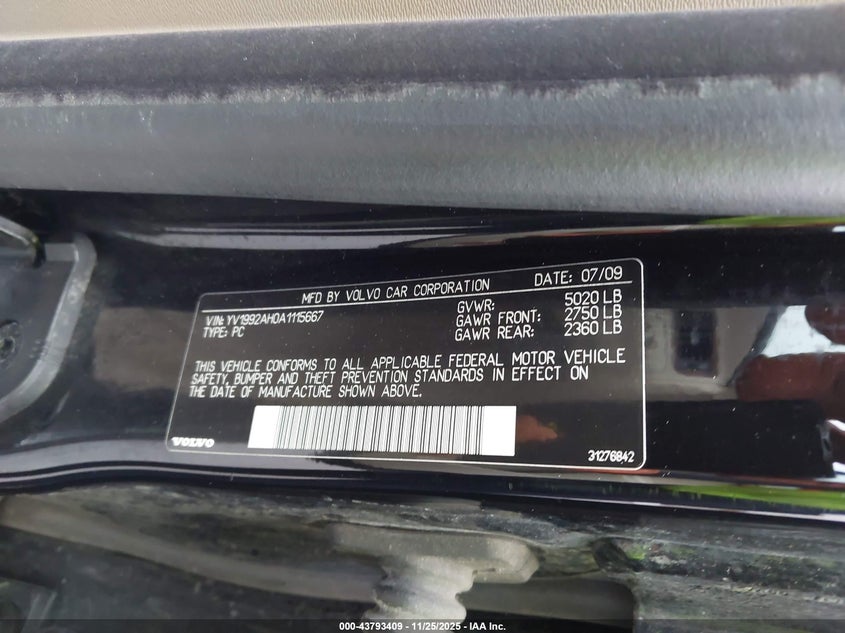 MFD BY VOLVO CAR CORPORATION DATE: 07/09
VIN: YV1992AH0A1115667
TYPE: PC
GVWR: 5020 LB
GAWR FRONT: 2750 LB
GAWR REAR: 2360 LB
THIS VEHICLE CONFORMS TO ALL APPLICABLE FEDERAL MOTOR VEHICLE
SAFETY, BUMPER AND THEFT PREVENTION STANDARDS IN EFFECT ON
THE DATE OF MANUFACTURE SHOWN ABOVE.
VOLVO
31276842
000-43793409 - 11/25/2025 - IAA Inc.